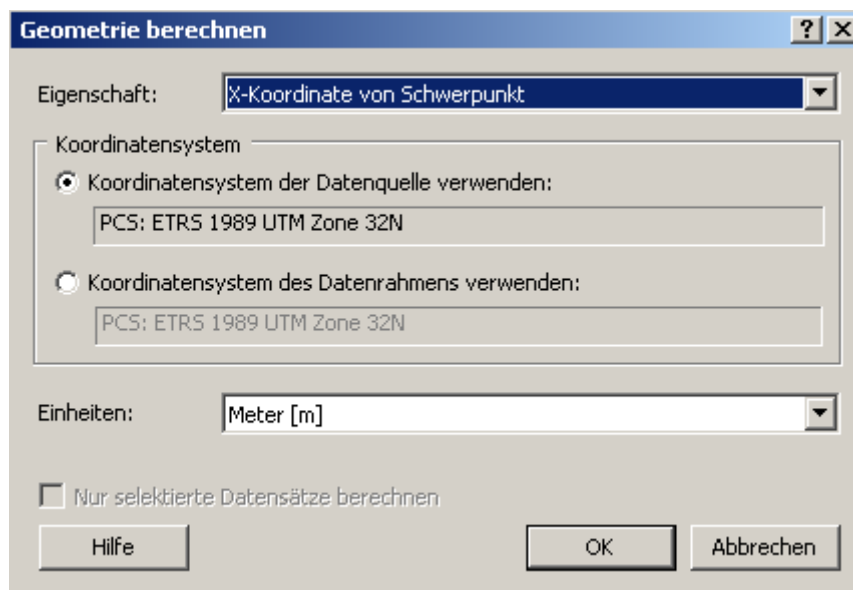 Geometrie berechnen
Eigenschaft: X-Koordinate von Schwerpunkt
Koordinatensystem
Koordinatensystem der Datenquelle verwenden:
PCS: ETRS 1989 UTM Zone 32N
Koordinatensystem des Datenrahmens verwenden:
PCS: ETRS 1989 UTM Zone 32N
Einheiten: Meter [m]
Nur selektierte Datensätze berechnen
Hilfe OK Abbrechen